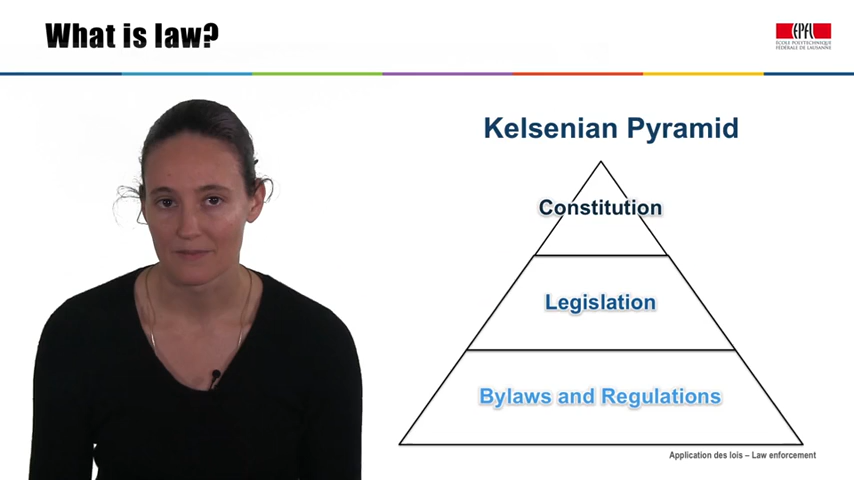 What is law?
EPFL
ÉCOLE POLYTECHNIQUE
FÉDÉRALE DE LAUSANNE
Kelsenian Pyramid
Constitution
Legislation
Bylaws and Regulations
Application des lois – Law enforcement